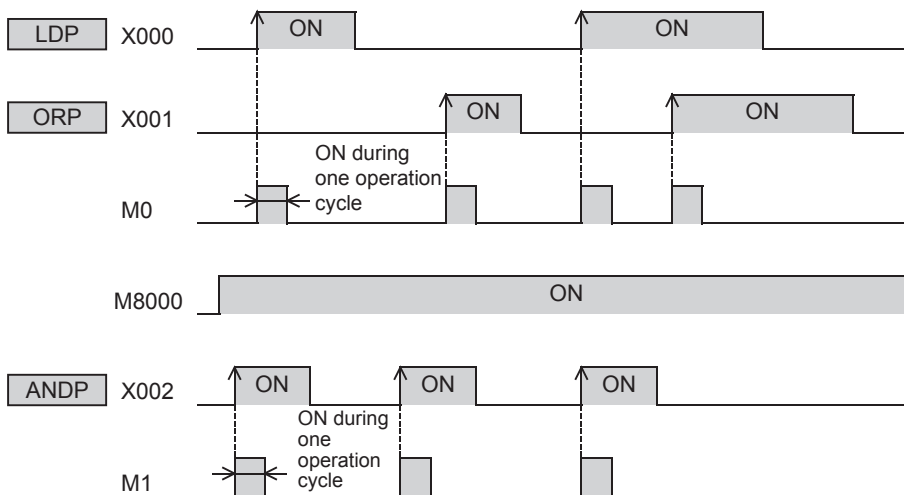 LDP X000 ON ON
ORP X001 ON ON
ON during
one operation
cycle
M0
M8000 ON
ANDP X002 ON ON ON
ON during
one
operation
cycle
M1